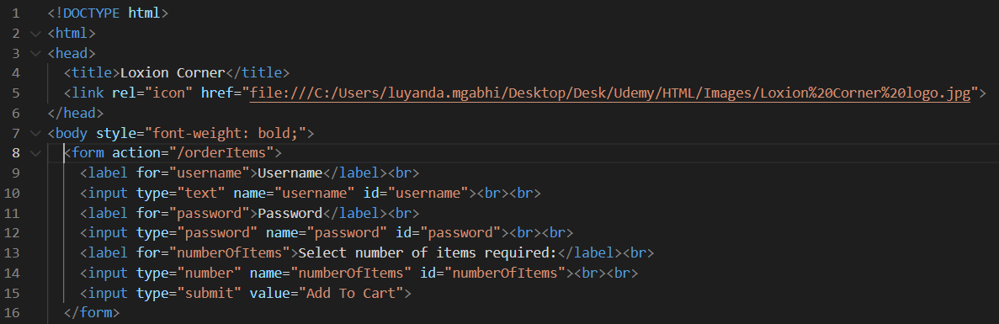 1 <!DOCTYPE html>
2 <html>
3 <head>
4 <title>Loxion Corner</title>
5 <link rel="icon" href="file:///C:/Users/luyanda.mgabhi/Desktop/Desk/Udemy/HTML/Images/Loxion%20Corner%20logo.jpg">
6 </head>
7 <body style="font-weight: bold;">
8 <form action="/orderItems">
9 <label for="username">Username</label><br>
10 <input type="text" name="username" id="username"><br><br>
11 <label for="password">Password</label><br>
12 <input type="password" name="password" id="password"><br><br>
13 <label for="numberOfItems">Select number of items required:</label><br>
14 <input type="number" name="numberOfItems" id="numberOfItems"><br><br>
15 <input type="submit" value="Add To Cart">
16 </form>